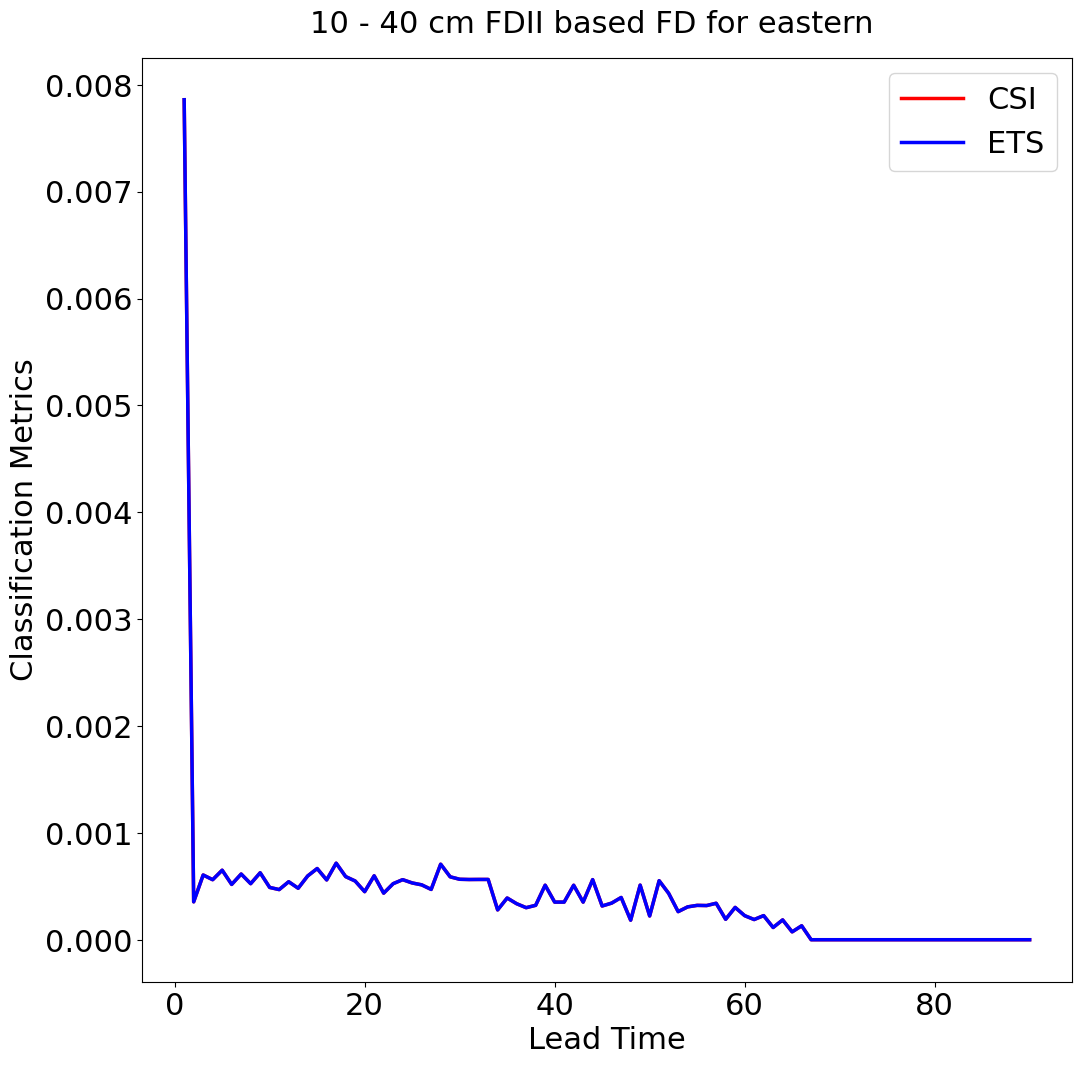 10 - 40 cm FDII based FD for eastern
CSI
ETS
Classification Metrics
0.008
0.007
0.006
0.005
0.004
0.003
0.002
0.001
0.000
0 20 40 60 80
Lead Time